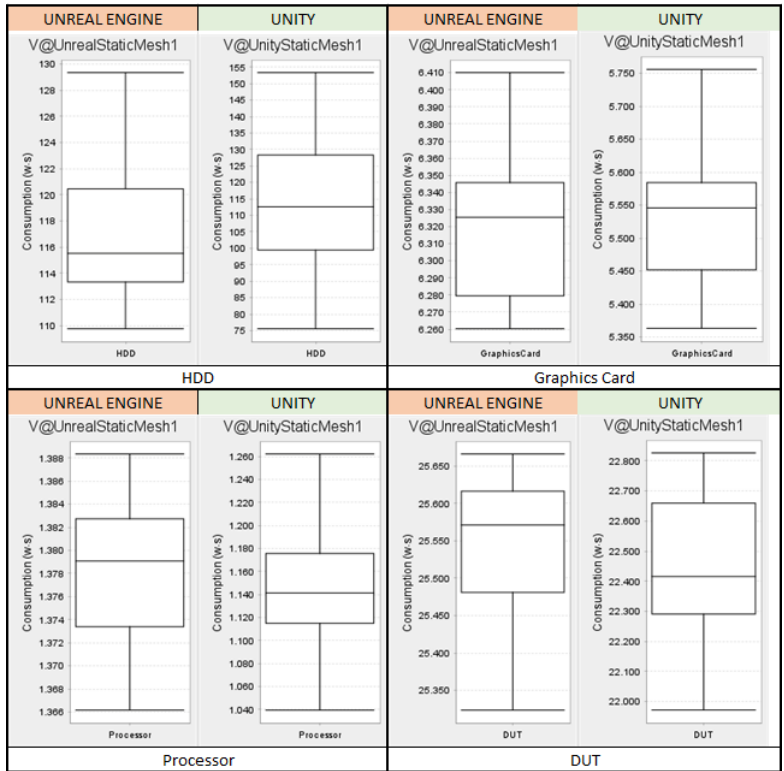 UNREAL ENGINE
UNITY
UNREAL ENGINE
UNITY
V@UnrealStaticMesh1
V@UnityStaticMesh1
V@UnrealStaticMesh1
V@UnityStaticMesh1
Consumption (w·s)
130
128
126
124
122
120
118
116
114
112
110
HDD
Consumption (w·s)
155
150
145
140
135
130
125
120
115
110
105
100
95
90
85
80
75
HDD
Consumption (w·s)
6.410
6.400
6.390
6.380
6.370
6.360
6.350
6.340
6.330
6.320
6.310
6.300
6.290
6.280
6.270
6.260
GraphicsCard
Consumption (w·s)
5.750
5.700
5.650
5.600
5.550
5.500
5.450
5.400
5.350
GraphicsCard
HDD
Graphics Card
UNREAL ENGINE
UNITY
UNREAL ENGINE
UNITY
V@UnrealStaticMesh1
V@UnityStaticMesh1
V@UnrealStaticMesh1
V@UnityStaticMesh1
Consumption (w·s)
1.388
1.386
1.384
1.382
1.380
1.378
1.376
1.374
1.372
1.370
1.368
1.366
Processor
Consumption (w·s)
1.260
1.240
1.220
1.200
1.180
1.160
1.140
1.120
1.100
1.080
1.060
1.040
Processor
Consumption (w·s)
25.650
25.600
25.550
25.500
25.450
25.400
25.350
DUT
Consumption (w·s)
22.800
22.700
22.600
22.500
22.400
22.300
22.200
22.100
22.000
DUT
Processor
DUT